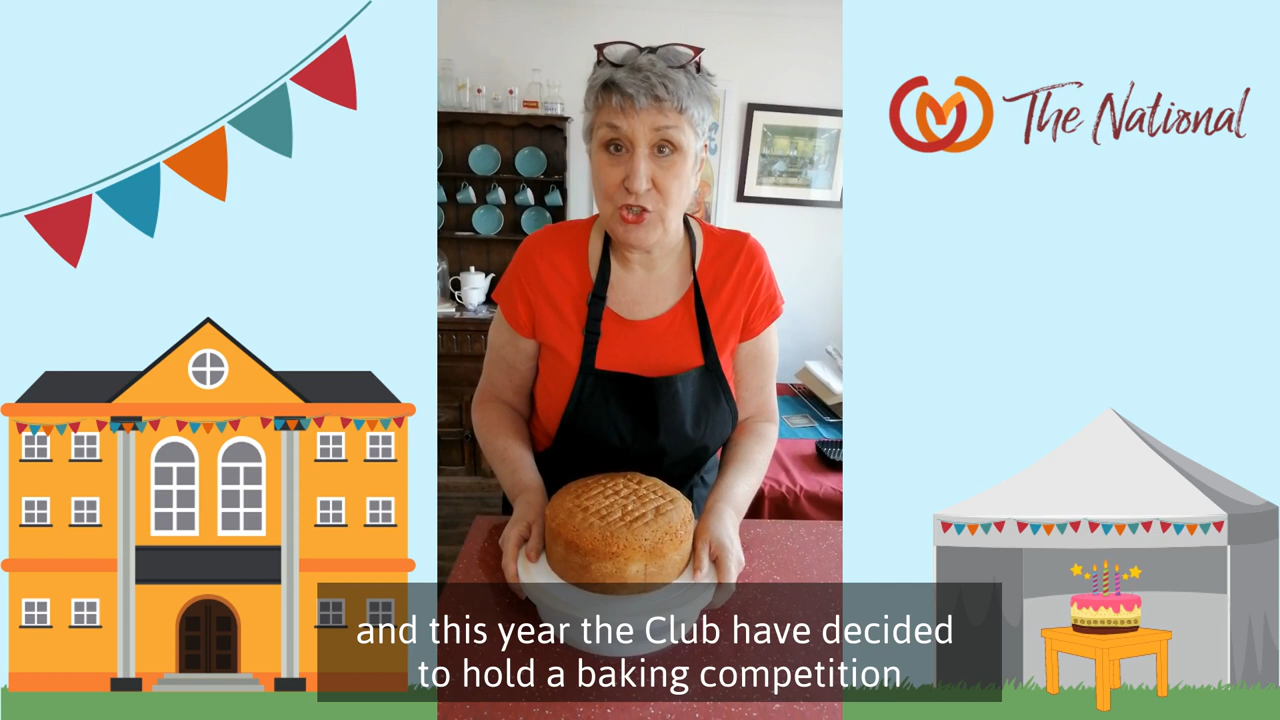 The National
and this year the Club have decided
to hold a baking competition